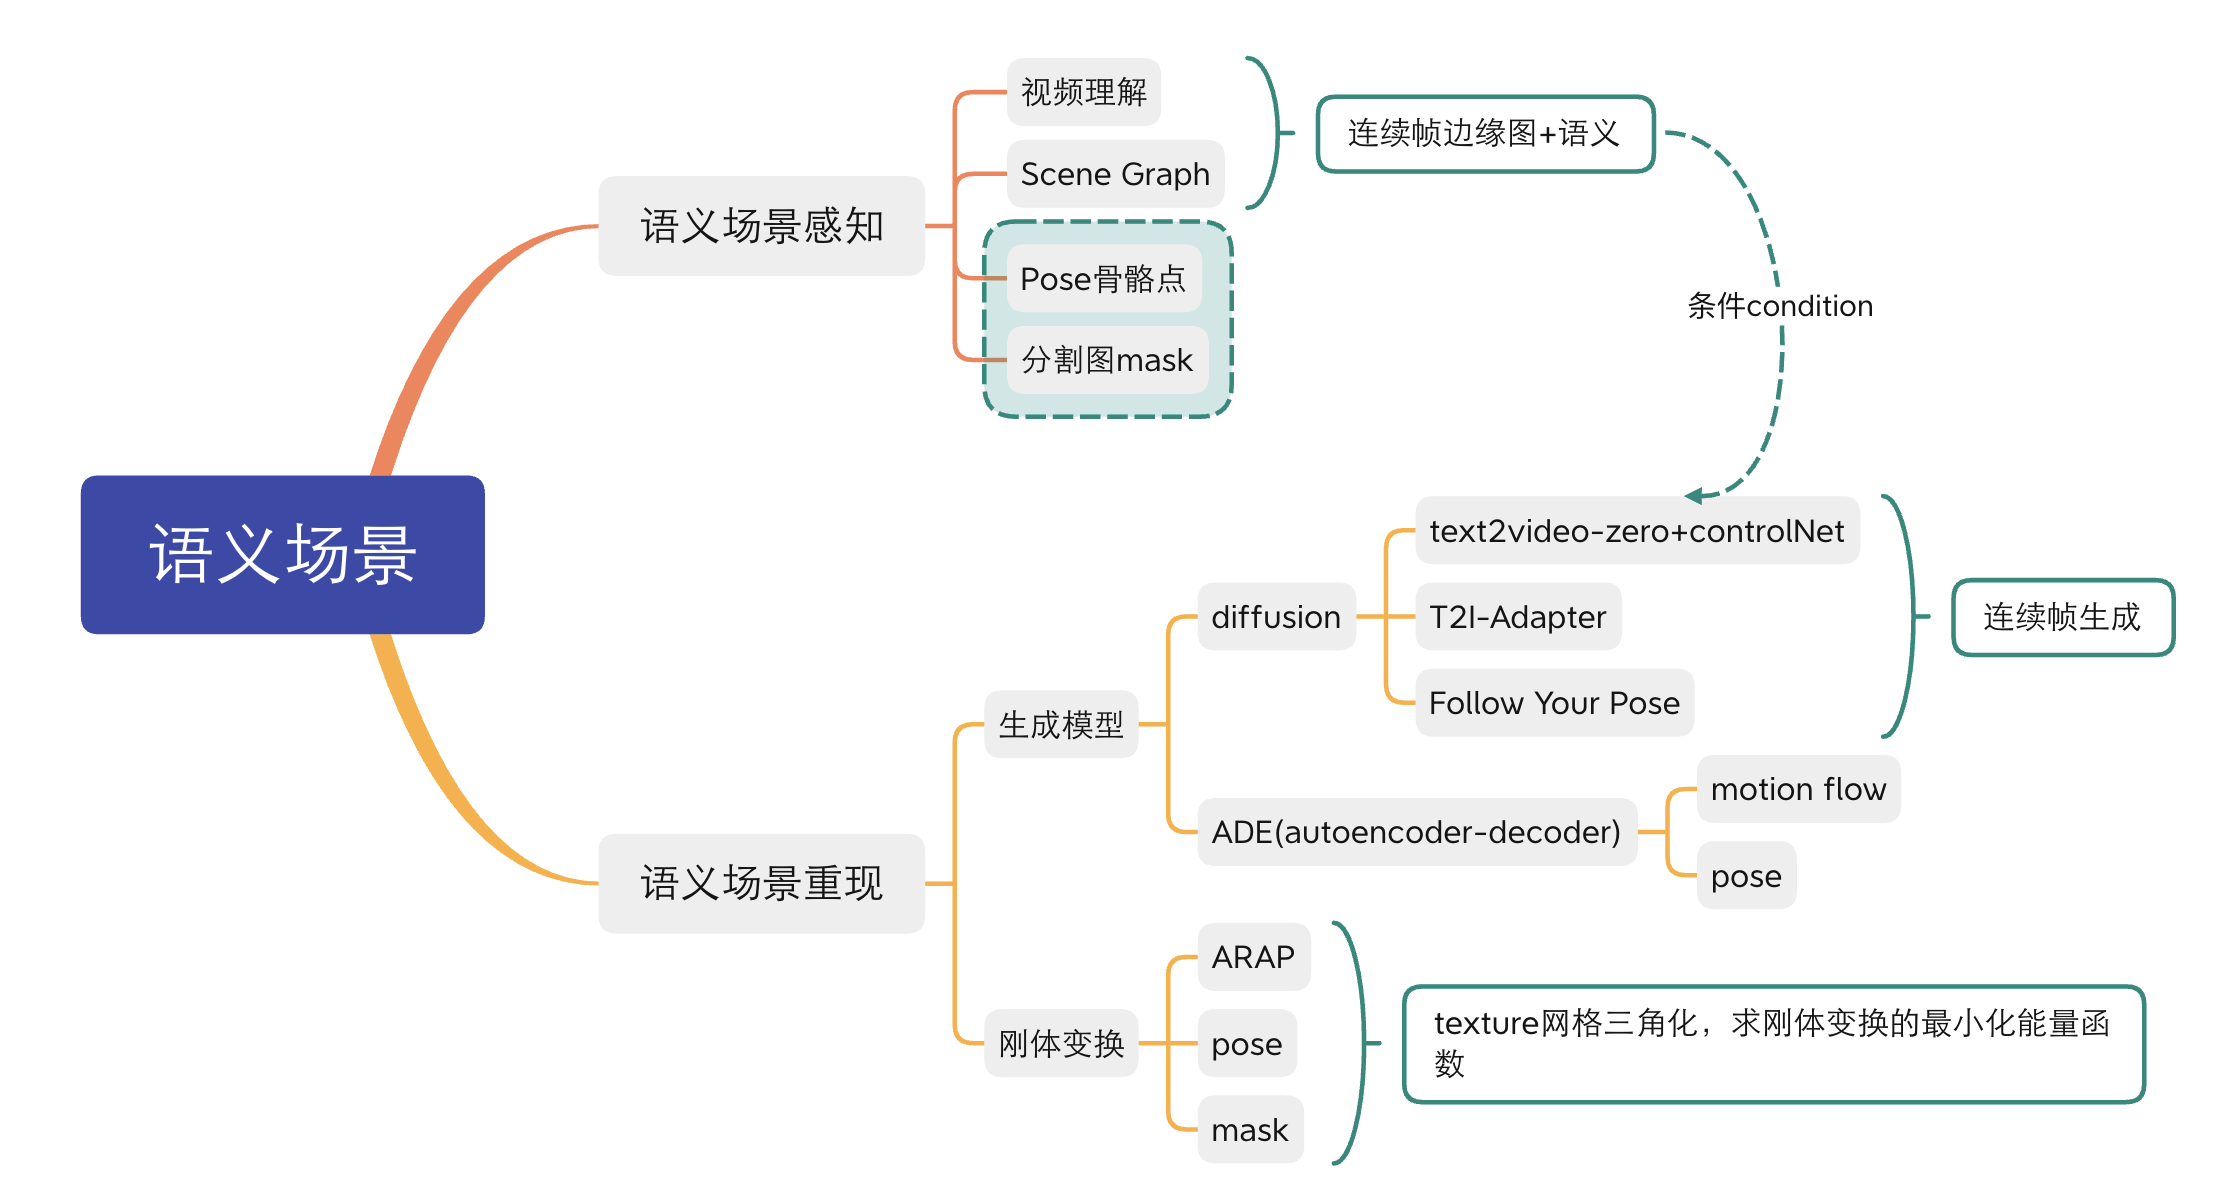 语义场景
语义场景感知
视频理解
Scene Graph
Pose骨骼点
分割图mask
连续帧边缘图+语义
条件condition
语义场景重现
生成模型
diffusion
text2video-zero+controlNet
T2I-Adapter
Follow Your Pose
连续帧生成
ADE(autoencoder-decoder)
motion flow
pose
刚体变换
ARAP
pose
mask
texture网格三角化，求刚体变换的最小化能量函
数